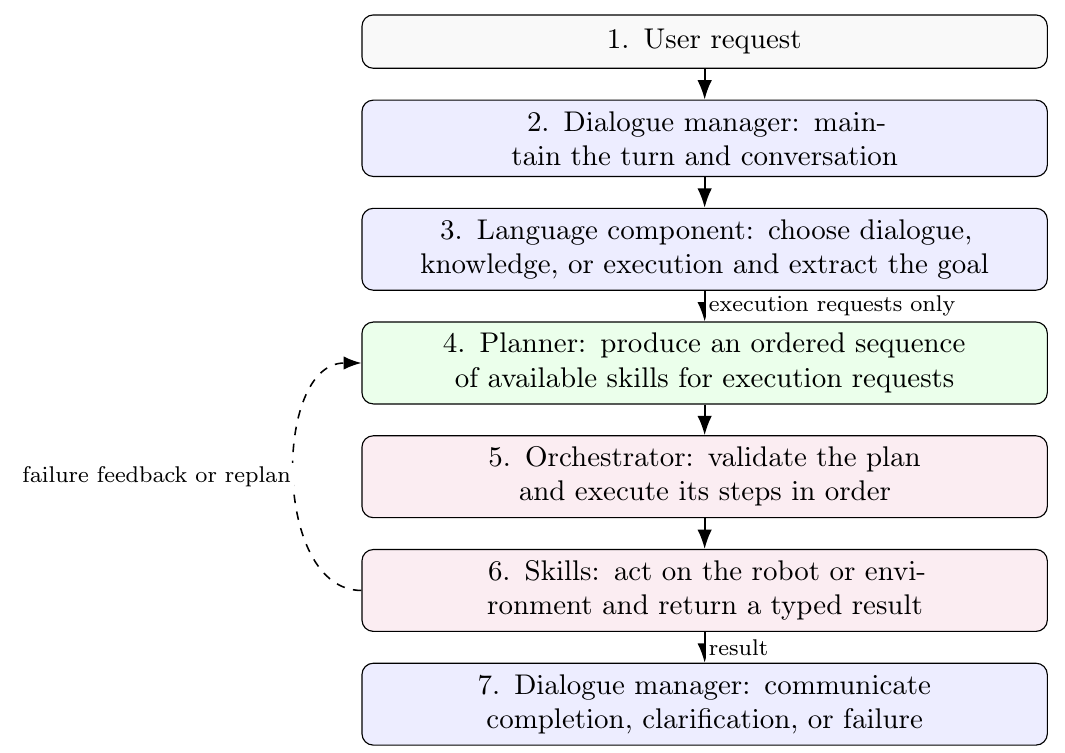 1. User request
2. Dialogue manager: main-
tain the turn and conversation
3. Language component: choose dialogue,
knowledge, or execution and extract the goal
execution requests only
4. Planner: produce an ordered sequence
of available skills for execution requests
5. Orchestrator: validate the plan
and execute its steps in order
failure feedback or replan
6. Skills: act on the robot or envi-
ronment and return a typed result
result
7. Dialogue manager: communicate
completion, clarification, or failure